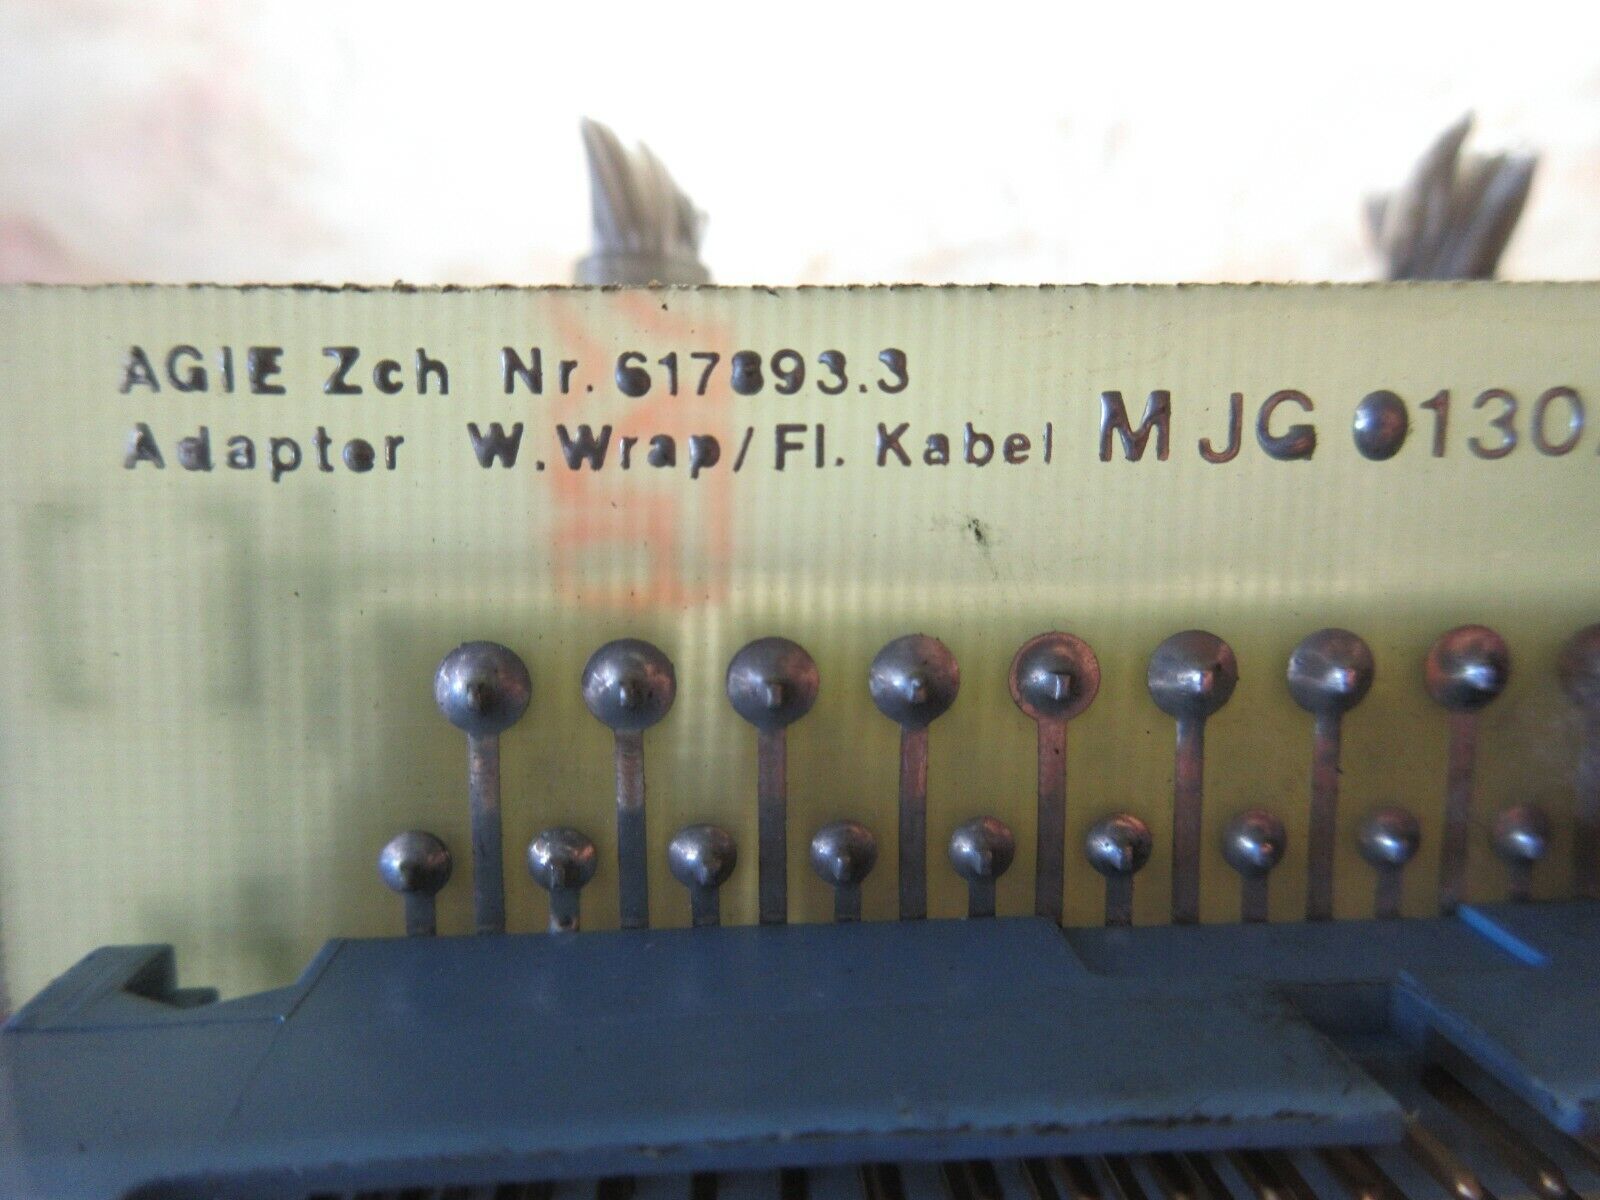 AGIE Zch Nr. 617893.3
Adapter W.Wrap/Fl. Kabel MJG 0130